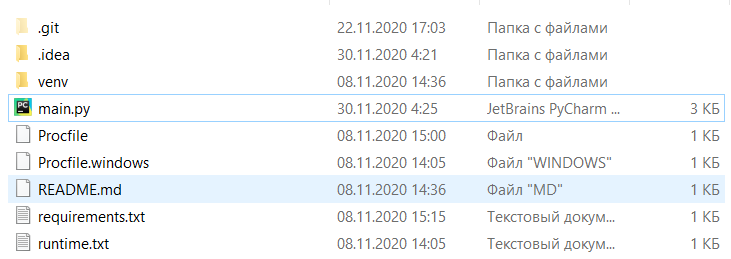 .git 22.11.2020 17:03 Папка с файлами
.idea 30.11.2020 4:21 Папка с файлами
venv 08.11.2020 14:36 Папка с файлами
main.py 30.11.2020 4:25 JetBrains PyCharm ... 3 КБ
Procfile 08.11.2020 15:00 Файл 1 КБ
Procfile.windows 08.11.2020 14:05 Файл "WINDOWS" 1 КБ
README.md 08.11.2020 14:36 Файл "MD" 1 КБ
requirements.txt 08.11.2020 15:15 Текстовый докум... 1 КБ
runtime.txt 08.11.2020 14:05 Текстовый докум... 1 КБ